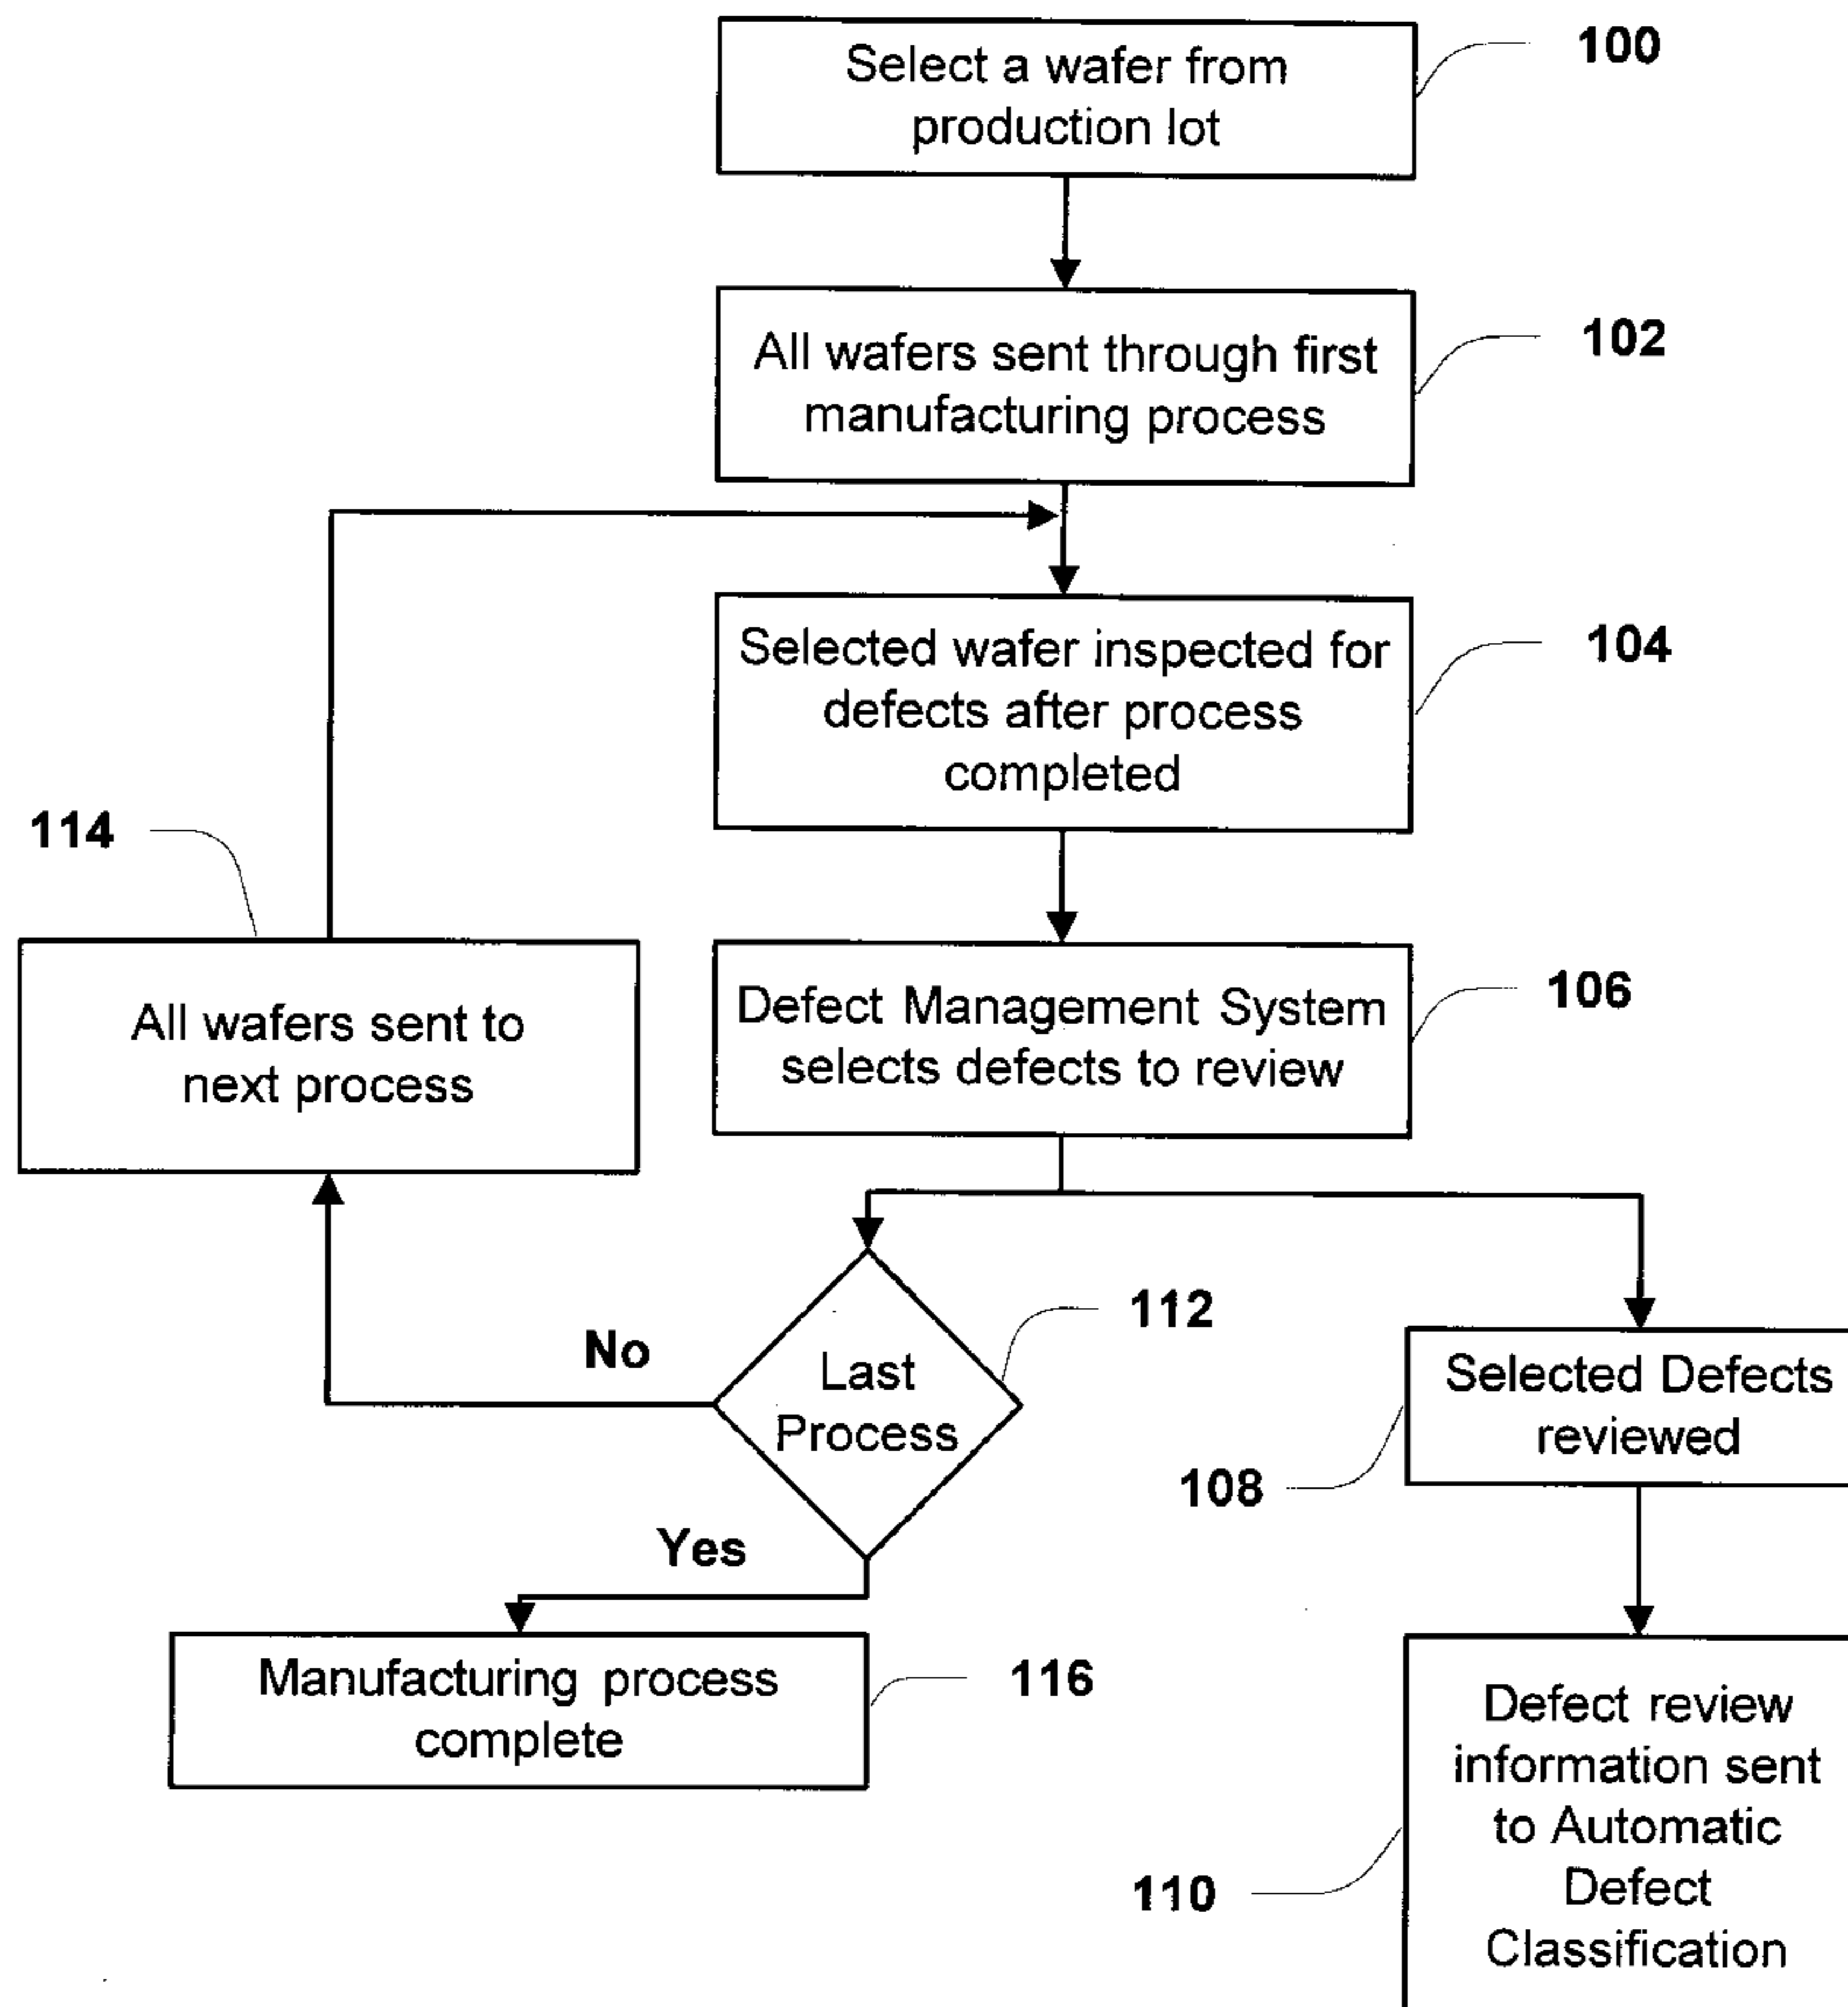 100
Select a wafer from
production lot
102
All wafers sent through first
manufacturing process
104
Selected wafer inspected for
defects after process
completed
114
All wafers sent to
next process
106
Defect Management System
selects defects to review
112
No
Last
Process
Selected Defects
reviewed
108
Yes
Manufacturing process
complete
116
Defect review
information sent
to Automatic
Defect
Classification
110